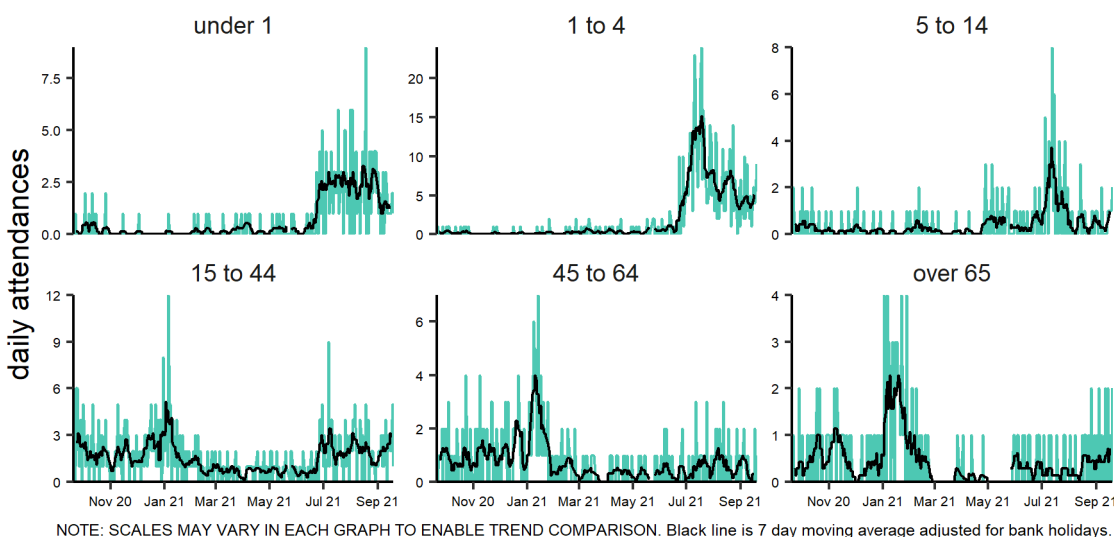 under 1
1 to 4
5 to 14
7.5
5.0
2.5
0.0
20
15
10
5
0
8
6
4
2
0
daily attendances
15 to 44
45 to 64
over 65
12
9
6
3
0
6
4
2
0
4
3
2
1
0
Nov 20 Jan 21 Mar 21 May 21 Jul 21 Sep 21
Nov 20 Jan 21 Mar 21 May 21 Jul 21 Sep 21
Nov 20 Jan 21 Mar 21 May 21 Jul 21 Sep 21
NOTE: SCALES MAY VARY IN EACH GRAPH TO ENABLE TREND COMPARISON. Black line is 7 day moving average adjusted for bank holidays.